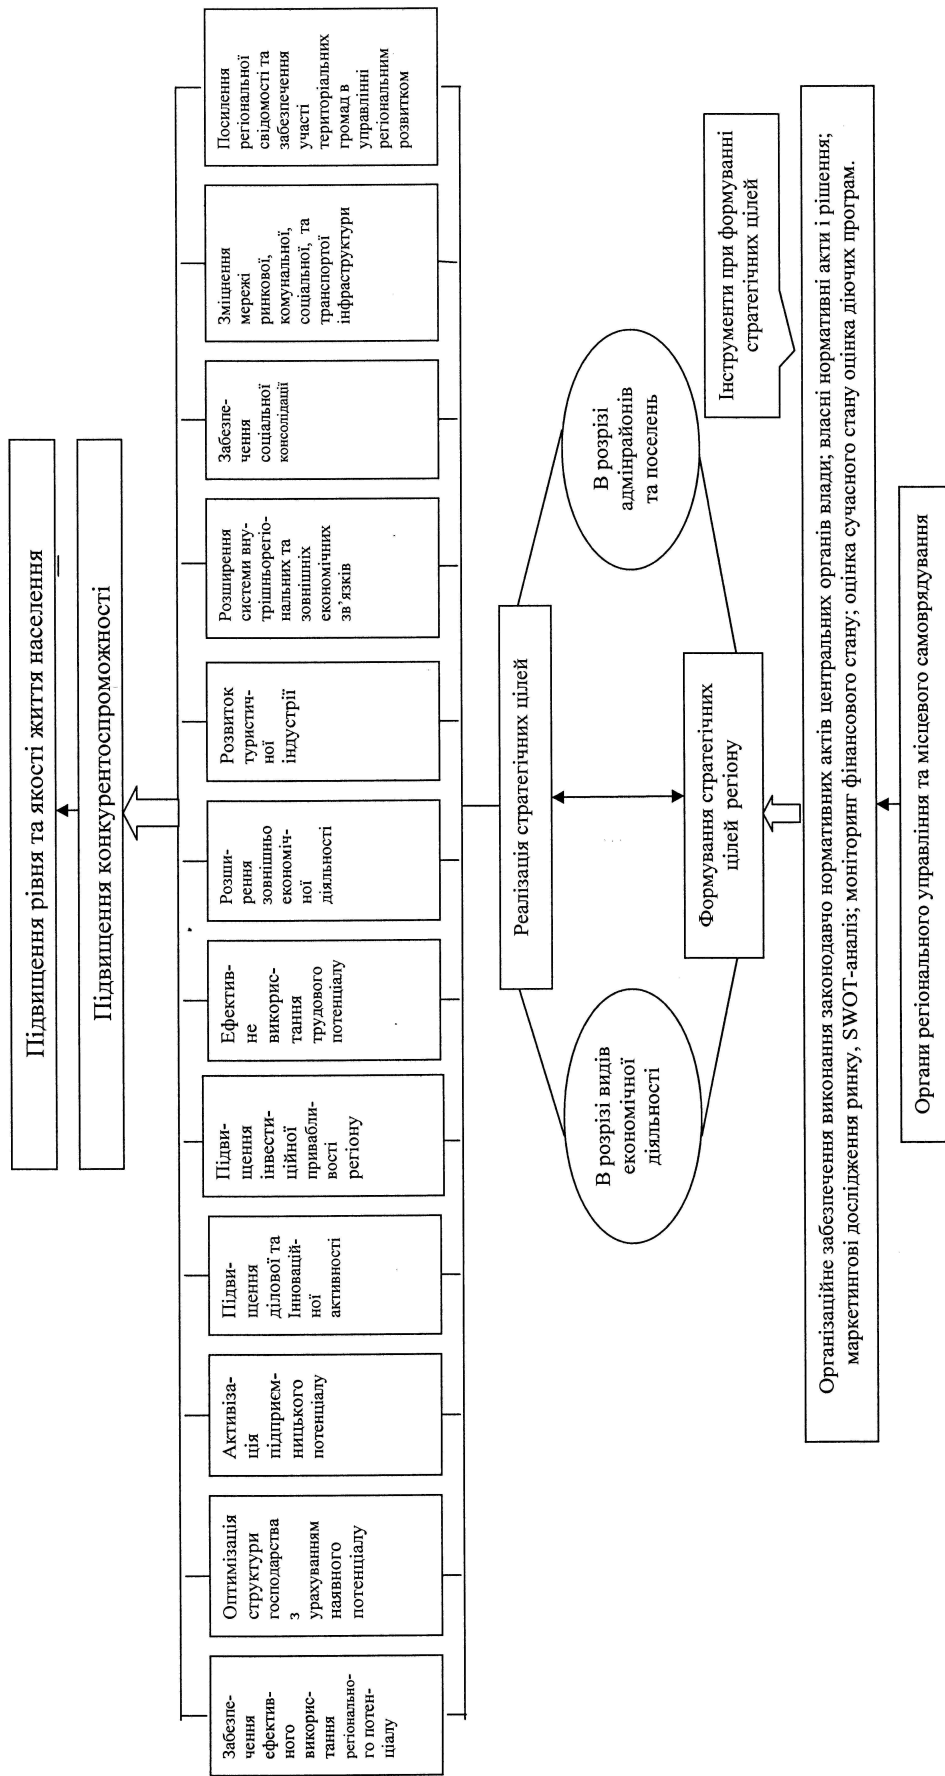 Підвищення рівня та якості життя населення
Підвищення конкурентоспроможності
Забезпе-
чення
ефектив-
ного
викорис-
тання
регіонально-
го потен-
ціалу
Оптимізація
структури
господарства
з
урахуванням
наявного
потенціалу
Активіза-
ція
підприєм-
ницького
потенціалу
Підви-
щення
ділової та
Інновацій-
ної
активності
Підви-
щення
інвести-
ційної
привабли-
вості
регіону
Ефектив-
не
викорис-
тання
трудового
потенціалу
Розши-
рення
зовнішньо
економіч-
ної
діяльності
Розвиток
туристич-
ної
індустрії
Розширення
системи вну-
трішньорегіо-
нальних та
зовнішніх
економічних
зв'язків
Забезпе-
чення
соціальної
консолідації
Зміцнення
мережі
ринкової,
комунальної,
соціальної, та
транспортої
інфраструктури
Посилення
регіональної
свідомості та
забезпечення
участі
територіальних
громад в
управлінні
регіональним
розвитком
Реалізація стратегічних цілей
В розрізі видів
економічної
діяльності
В розрізі
адмінрайонів
та поселень
Формування стратегічних
цілей регіону
Інструменти при формуванні
стратегічних цілей
Організаційне забезпечення виконання законодавчо нормативних актів центральних органів влади; власні нормативні акти і рішення;
маркетингові дослідження ринку, SWOT-аналіз; моніторинг фінансового стану; оцінка сучасного стану оцінка діючих програм.
Органи регіонального управління та місцевого самоврядування